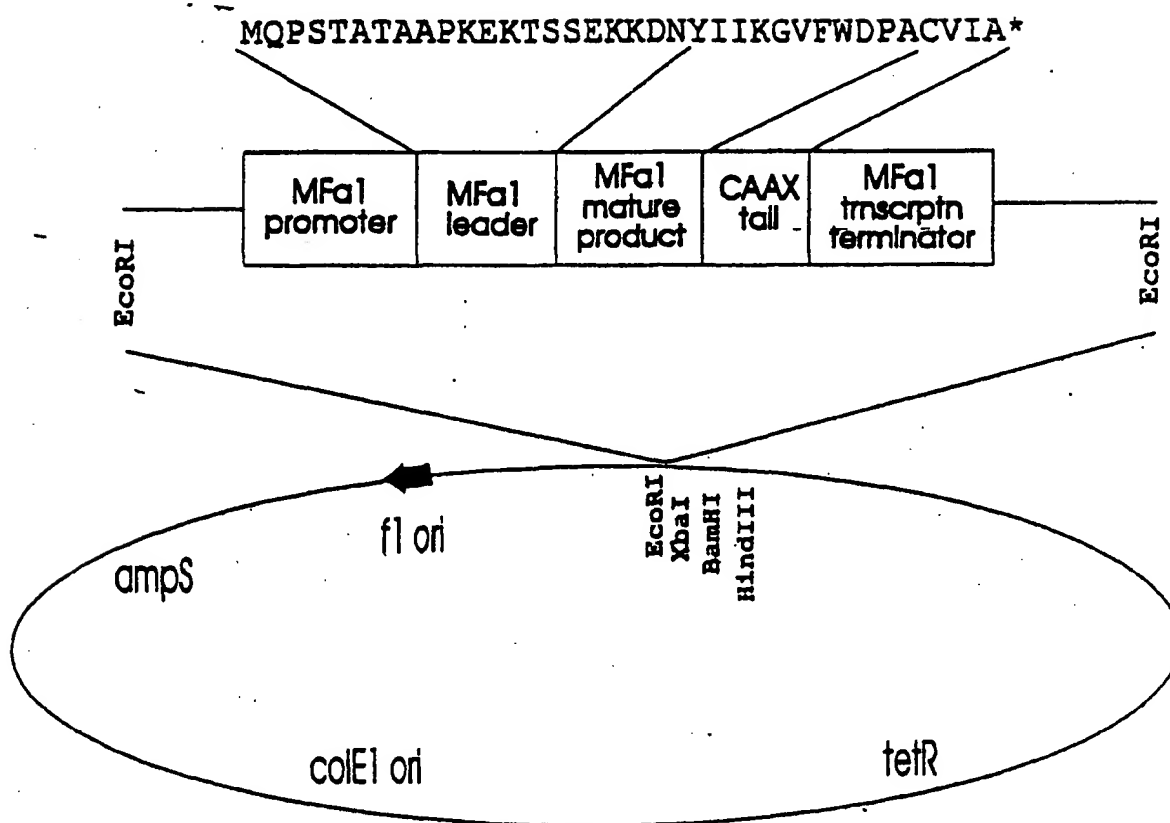 MQPSTATAAPKEKTSSEKKDNYIIKGVFWDPACVIA*
MFa1
promoter
MFa1
leader
MFa1
mature
product
CAAX
tail
MFa1
trnscrptn
terminator
EcoRI
EcoRI
EcoRI
XbaI
BamHI
HindIII
f1 ori
ampS
colE1 ori
tetR